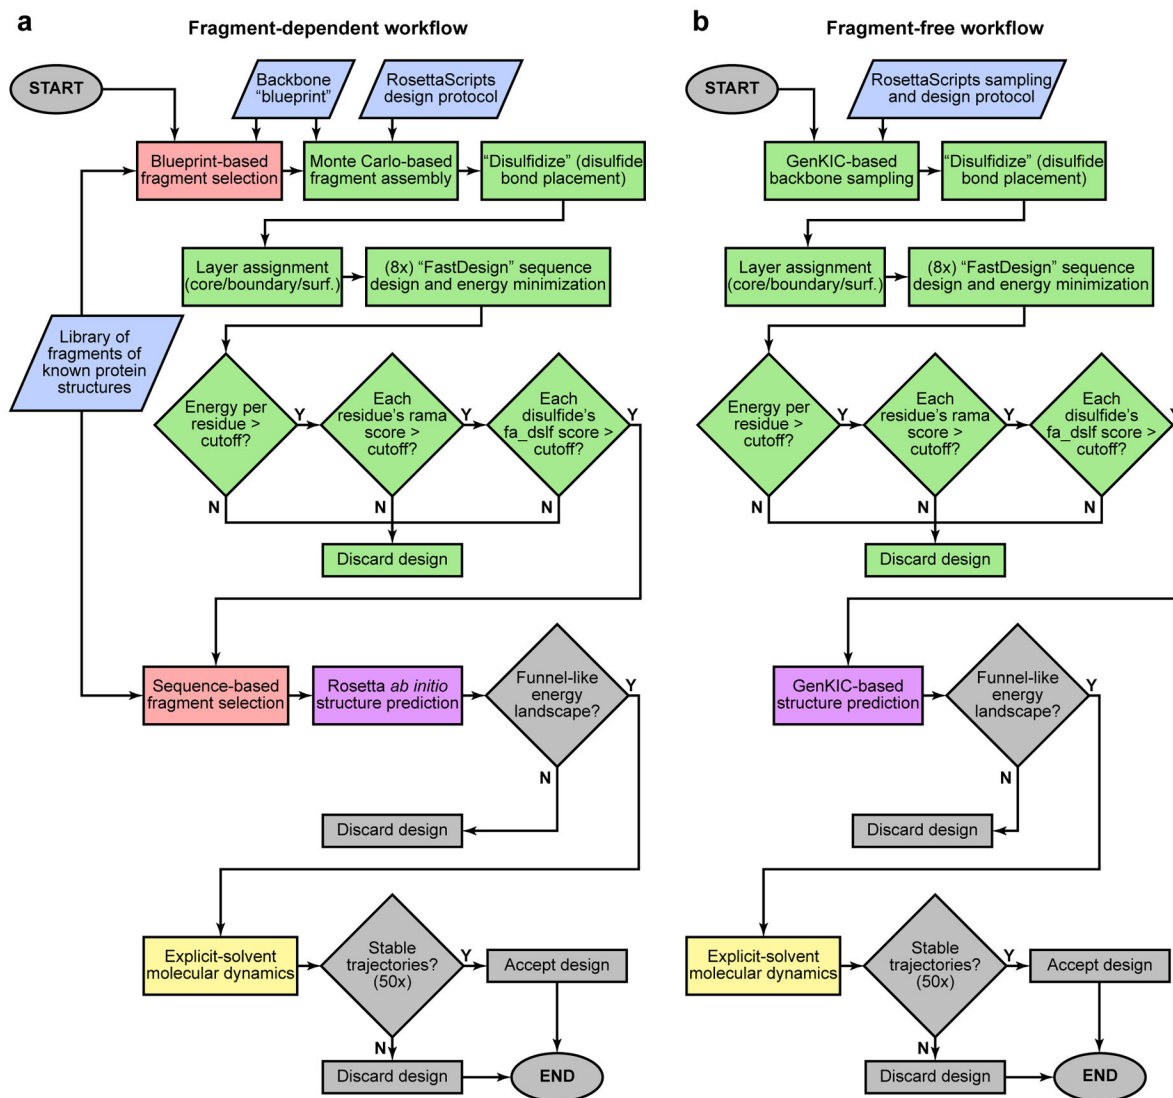 a
Fragment-dependent workflow
START
Backbone
“blueprint”
RosettaScripts
design protocol
Blueprint-based
fragment selection
Monte Carlo-based
fragment assembly
“Disulfidize” (disulfide
bond placement)
Layer assignment
(core/boundary/surf.)
(8x) “FastDesign” sequence
design and energy minimization
Library of
fragments of
known protein
structures
Energy per
residue >
cutoff?
Y
Each
residue’s rama
score >
cutoff?
Y
Each
disulfide’s
fa_dslf score >
cutoff?
Y
N
N
N
Discard design
Sequence-based
fragment selection
Rosetta ab initio
structure prediction
Funnel-like
energy
landscape?
Y
N
Discard design
Explicit-solvent
molecular dynamics
Stable
trajectories?
(50x)
Y
Accept design
N
Discard design
END
b
Fragment-free workflow
START
RosettaScripts sampling
and design protocol
GenKIC-based
backbone sampling
“Disulfidize” (disulfide
bond placement)
Layer assignment
(core/boundary/surf.)
(8x) “FastDesign” sequence
design and energy minimization
Energy per
residue >
cutoff?
Y
Each
residue’s rama
score >
cutoff?
Y
Each
disulfide’s
fa_dslf score >
cutoff?
Y
N
N
N
Discard design
GenKIC-based
structure prediction
Funnel-like
energy
landscape?
Y
N
Discard design
Explicit-solvent
molecular dynamics
Stable
trajectories?
(50x)
Y
Accept design
N
Discard design
END